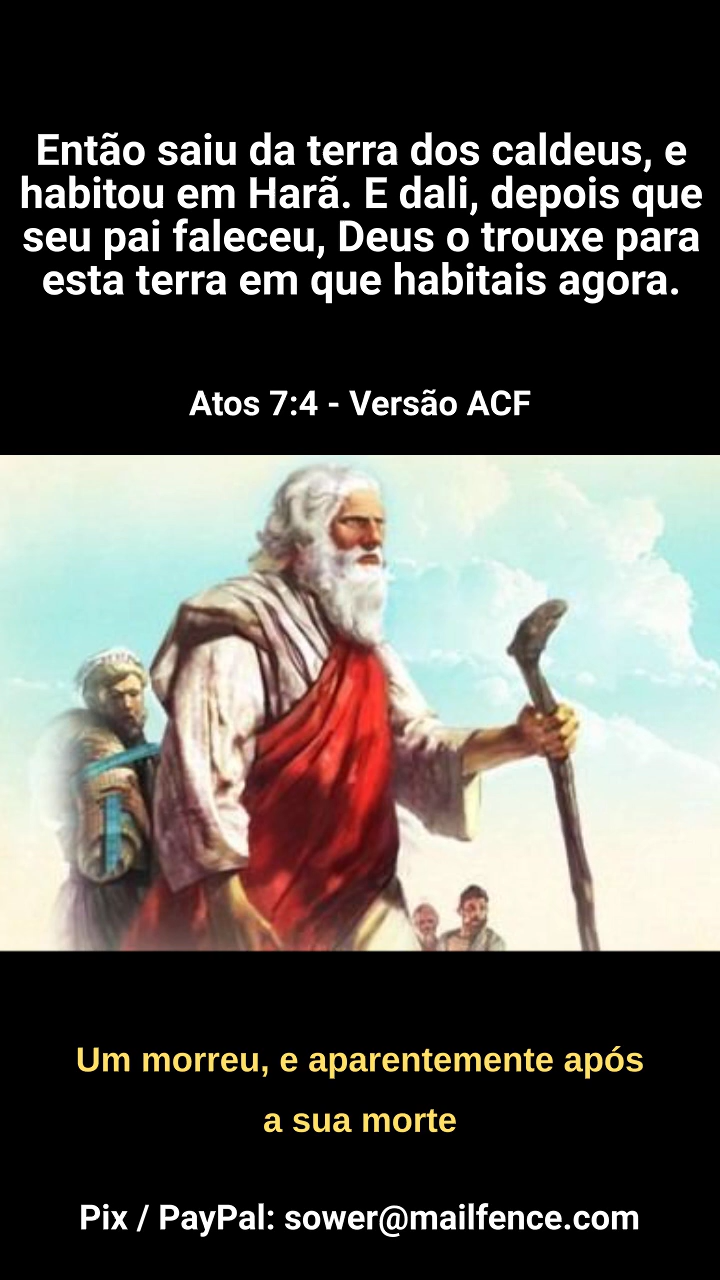 Então saiu da terra dos caldeus, e
habitou em Harã. E dali, depois que
seu pai faleceu, Deus o trouxe para
esta terra em que habitais agora.
Atos 7:4 - Versão ACF
Um morreu, e aparentemente após
a sua morte
Pix / PayPal: sower@mailfence.com